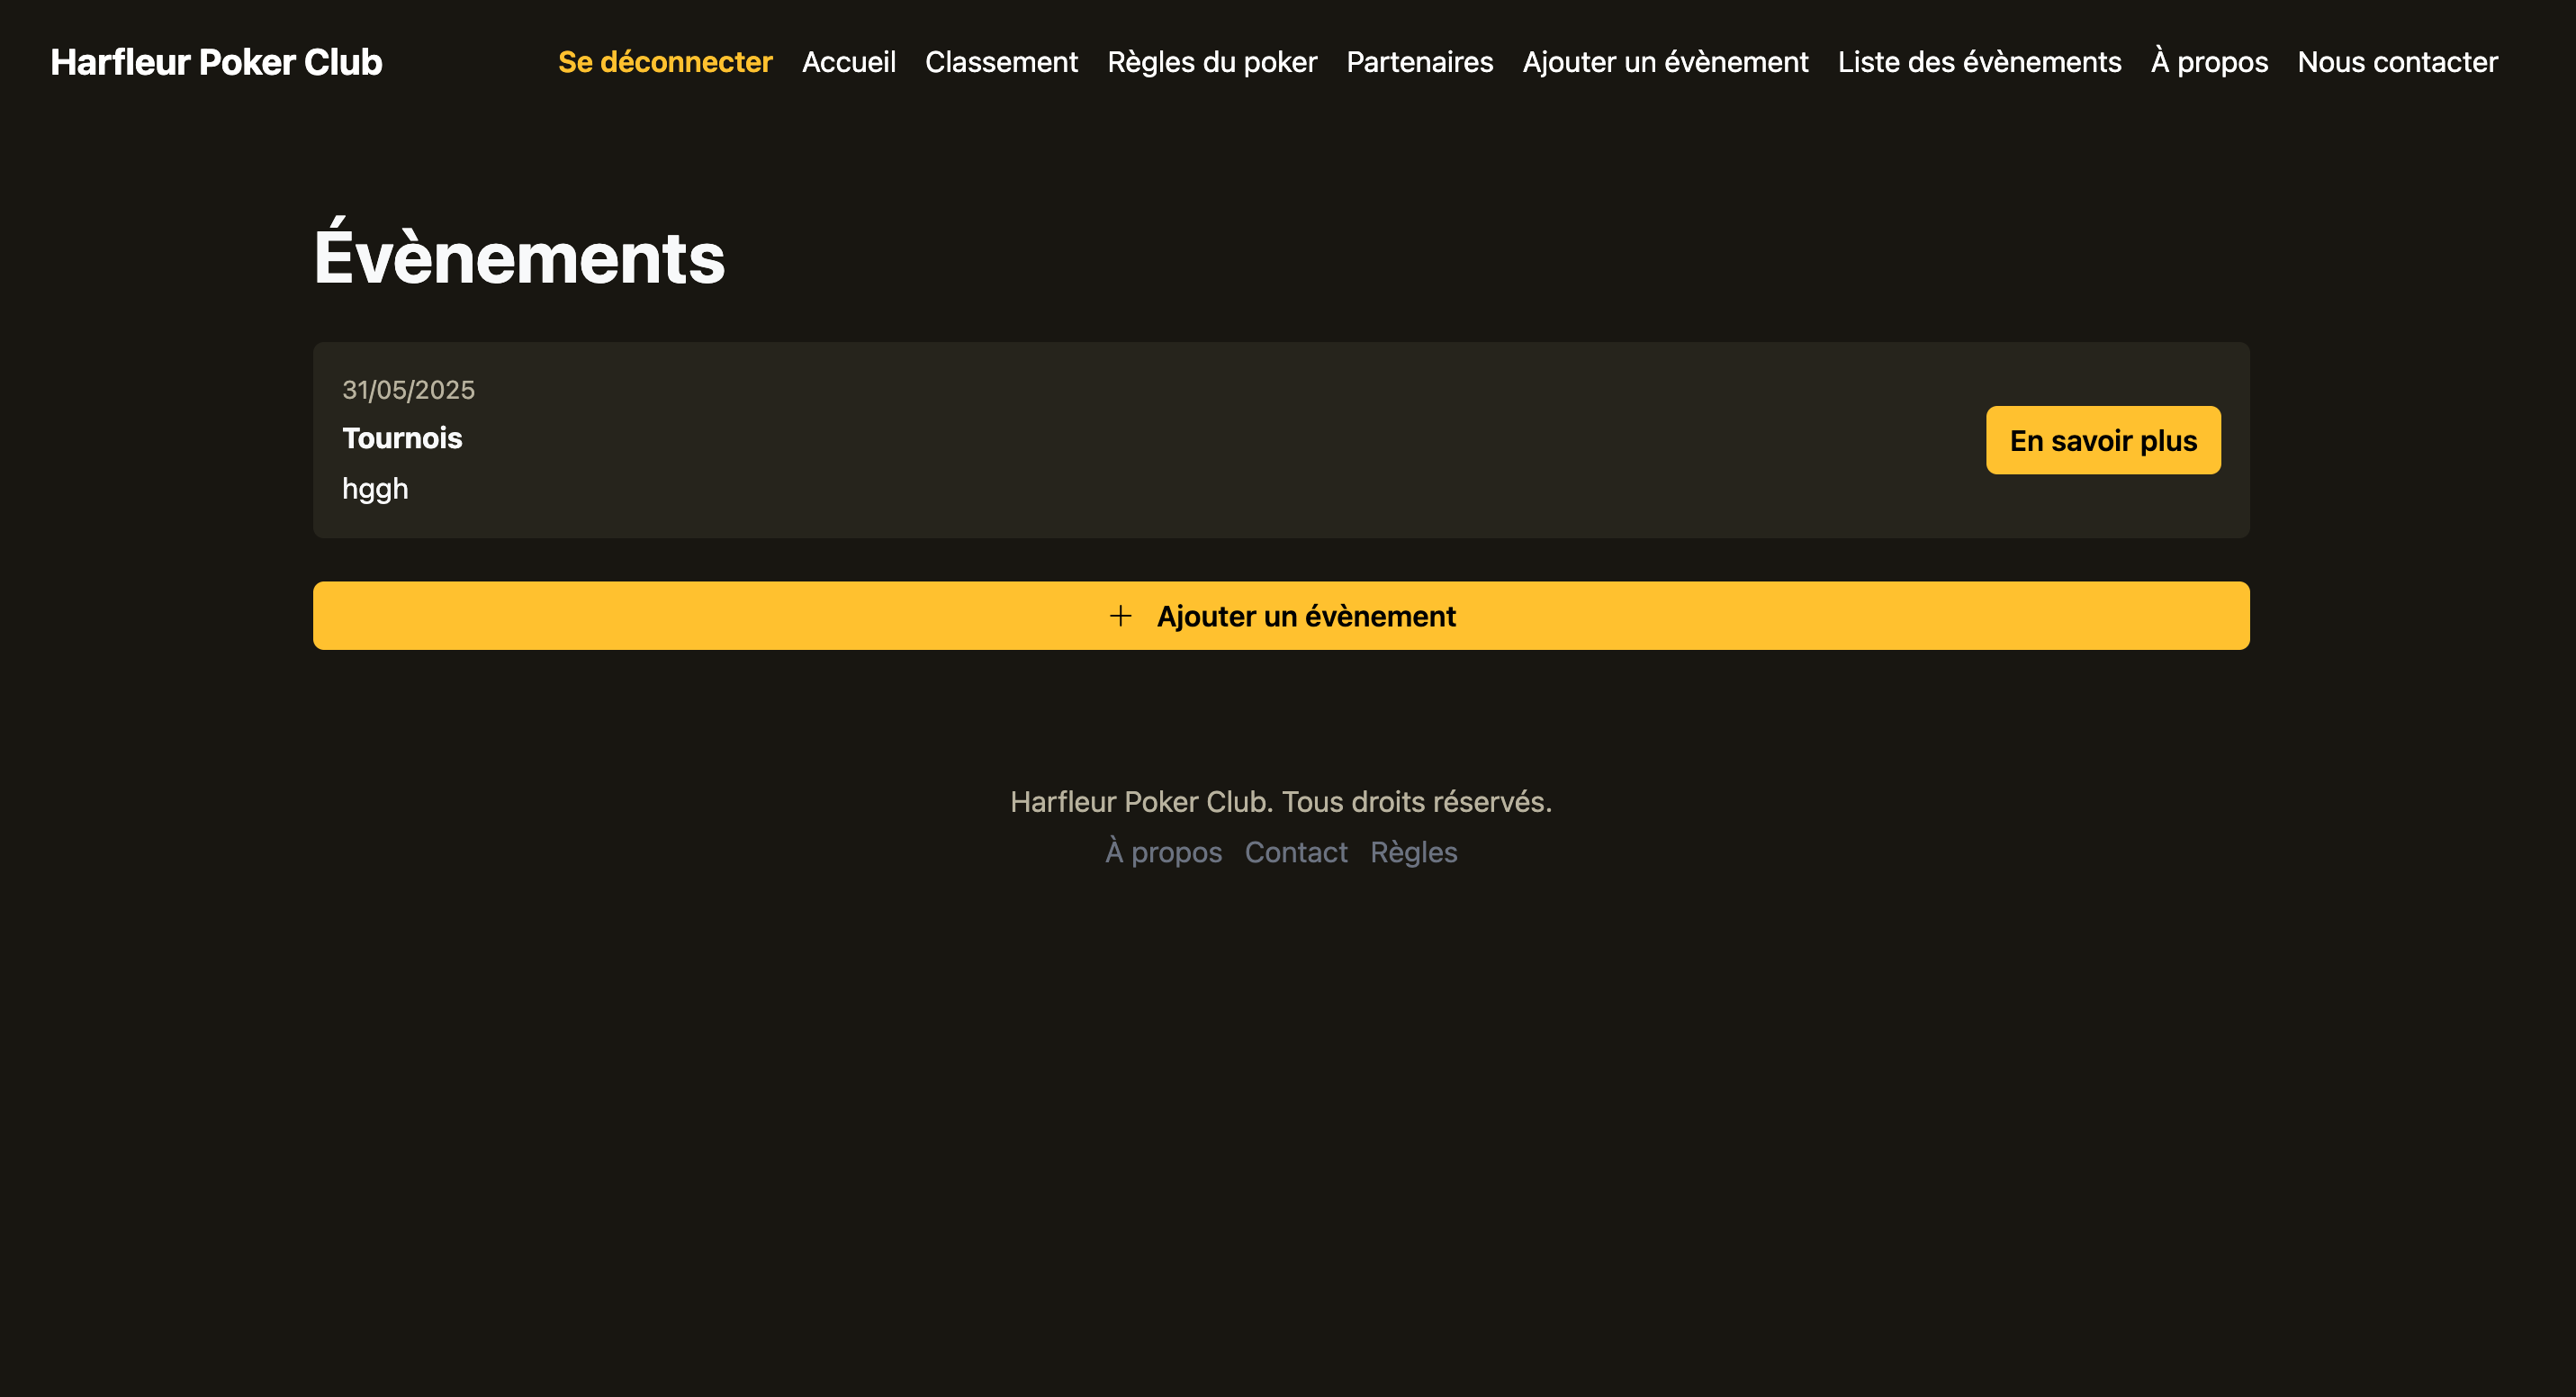 Harfleur Poker Club
Se déconnecter Accueil Classement Règles du poker Partenaires Ajouter un évènement Liste des évènements À propos Nous contacter
Évènements
31/05/2025
Tournois
hggh
En savoir plus
+ Ajouter un évènement
Harfleur Poker Club. Tous droits réservés.
À propos Contact Règles